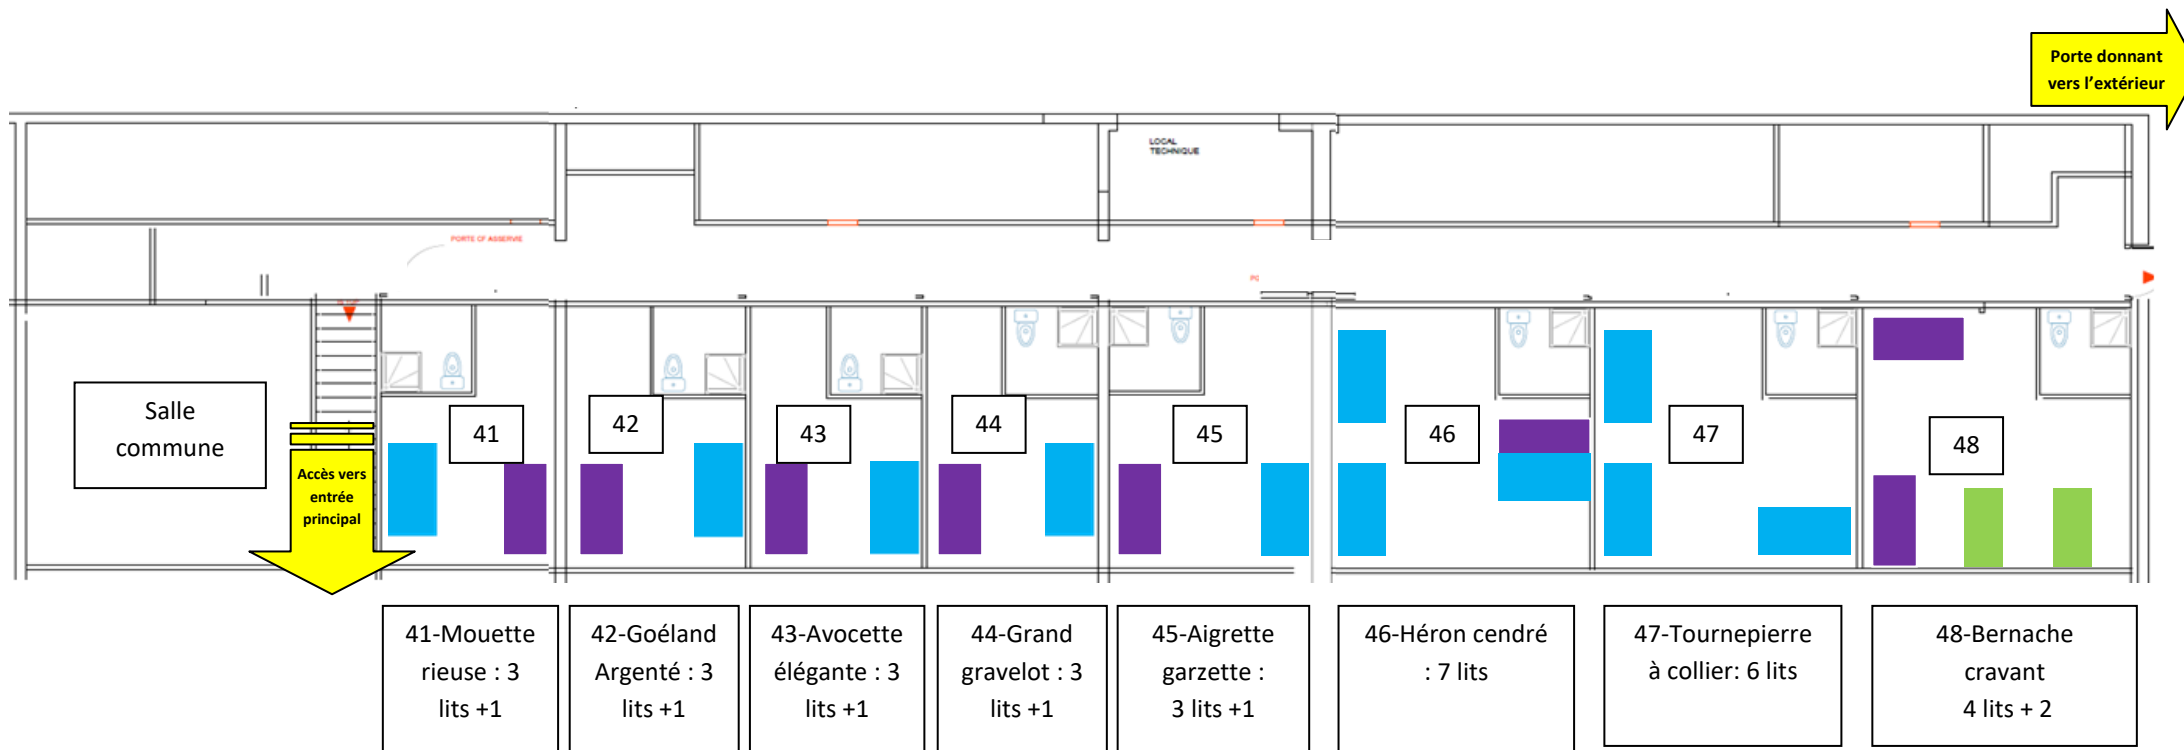 Porte donnant
vers l’extérieur
LOCAL
TECHNIQUE
PORTE CF ASSERVIE
Salle
commune
Accès vers
entrée
principal
41
42
43
44
45
46
47
48
41-Mouette
rieuse : 3
lits +1
42-Goéland
Argenté : 3
lits +1
43-Avocette
élégante : 3
lits +1
44-Grand
gravelot : 3
lits +1
45-Aigrette
garzette :
3 lits +1
46-Héron cendré
: 7 lits
47-Tournepierre
à collier: 6 lits
48-Bernache
cravant
4 lits + 2